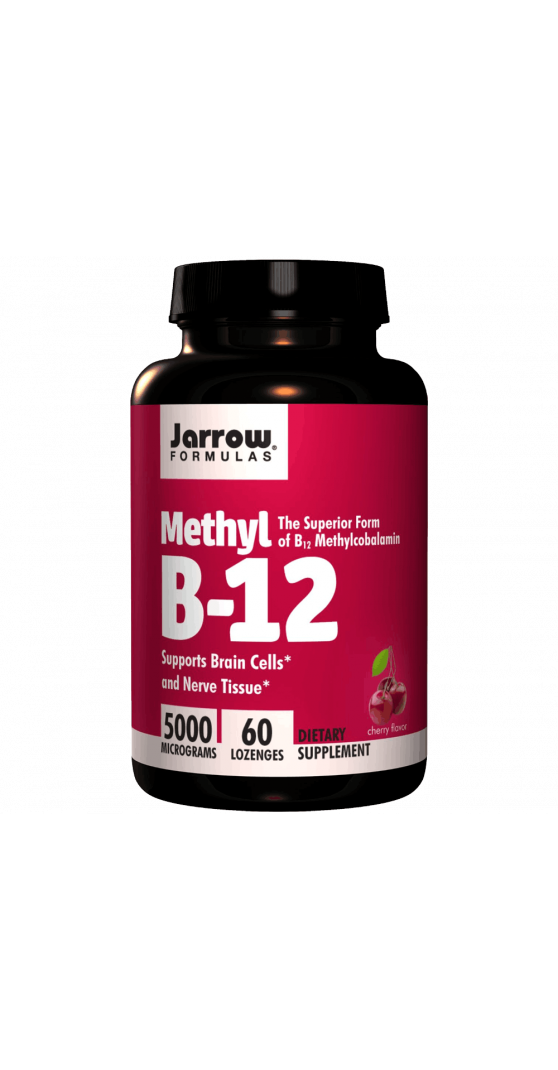 Jarrow®
FORMULAS
Methyl
The Superior Form
of B₁₂ Methylcobalamin
B-12
Supports Brain Cells*
and Nerve Tissue*
5000
MICROGRAMS
60
LOZENGES
DIETARY
SUPPLEMENT
cherry flavor